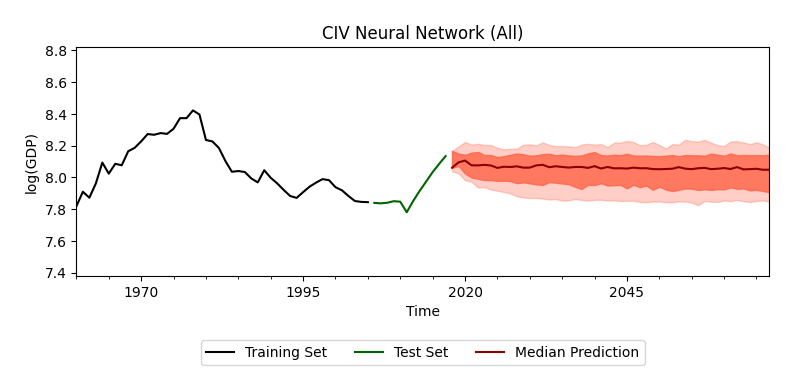 CIV Neural Network (All)
8.8
8.6
8.4
8.2
8.0
7.8
7.6
7.4
log(GDP)
1970 1995 2020 2045
Time
Training Set Test Set Median Prediction